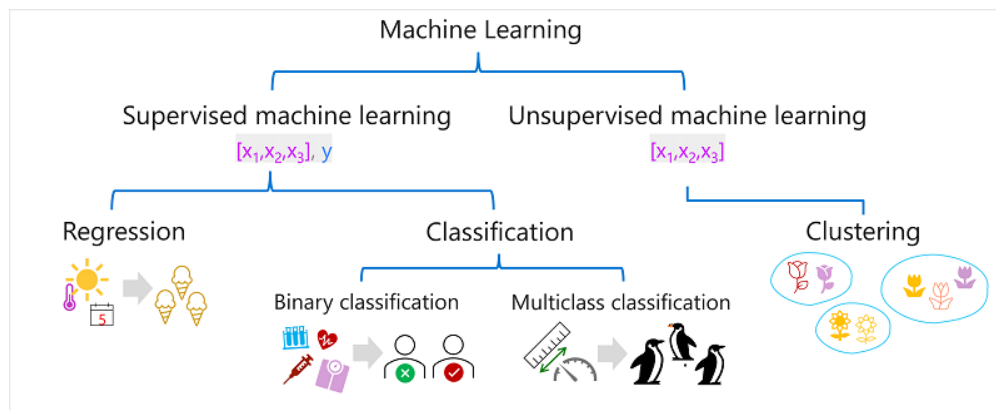 Machine Learning
Supervised machine learning
Unsupervised machine learning
[x₁,x₂,x₃], y
[x₁,x₂,x₃]
Regression
Classification
Clustering
5
Binary classification
Multiclass classification